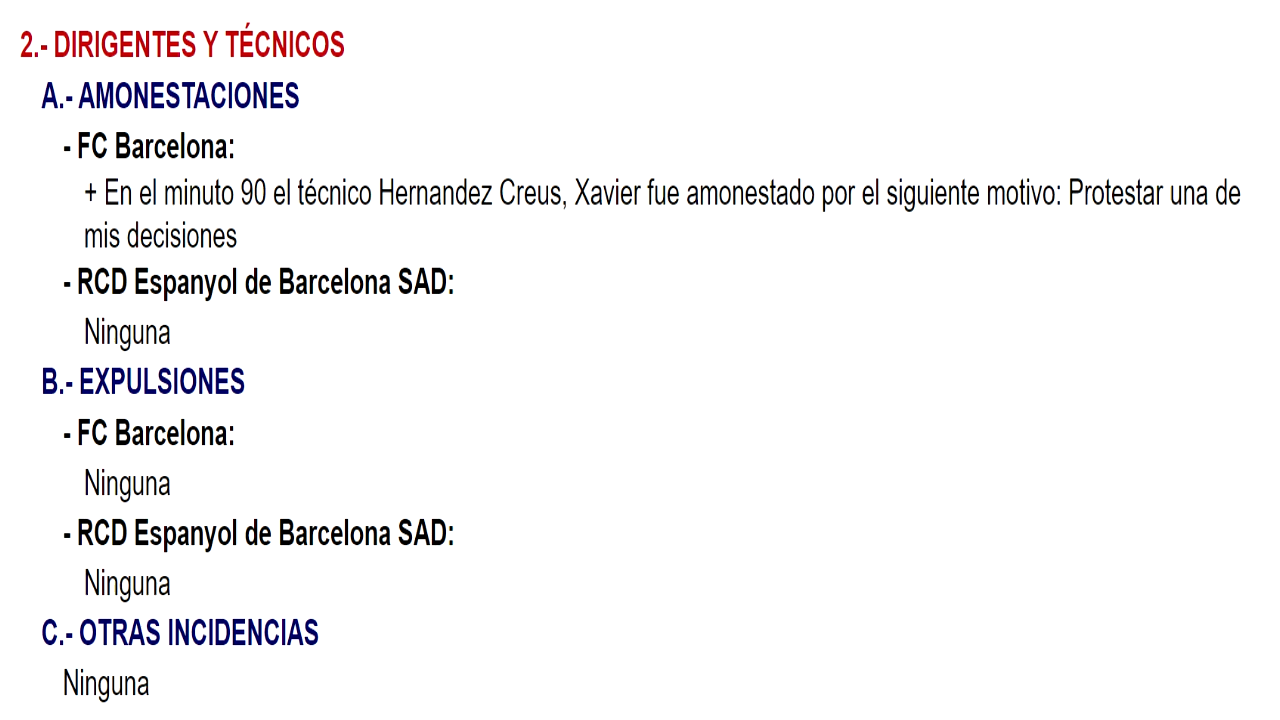 2.- DIRIGENTES Y TÉCNICOS
A.- AMONESTACIONES
- FC Barcelona:
+ En el minuto 90 el técnico Hernandez Creus, Xavier fue amonestado por el siguiente motivo: Protestar una de
mis decisiones
- RCD Espanyol de Barcelona SAD:
Ninguna
B.- EXPULSIONES
- FC Barcelona:
Ninguna
- RCD Espanyol de Barcelona SAD:
Ninguna
C.- OTRAS INCIDENCIAS
Ninguna